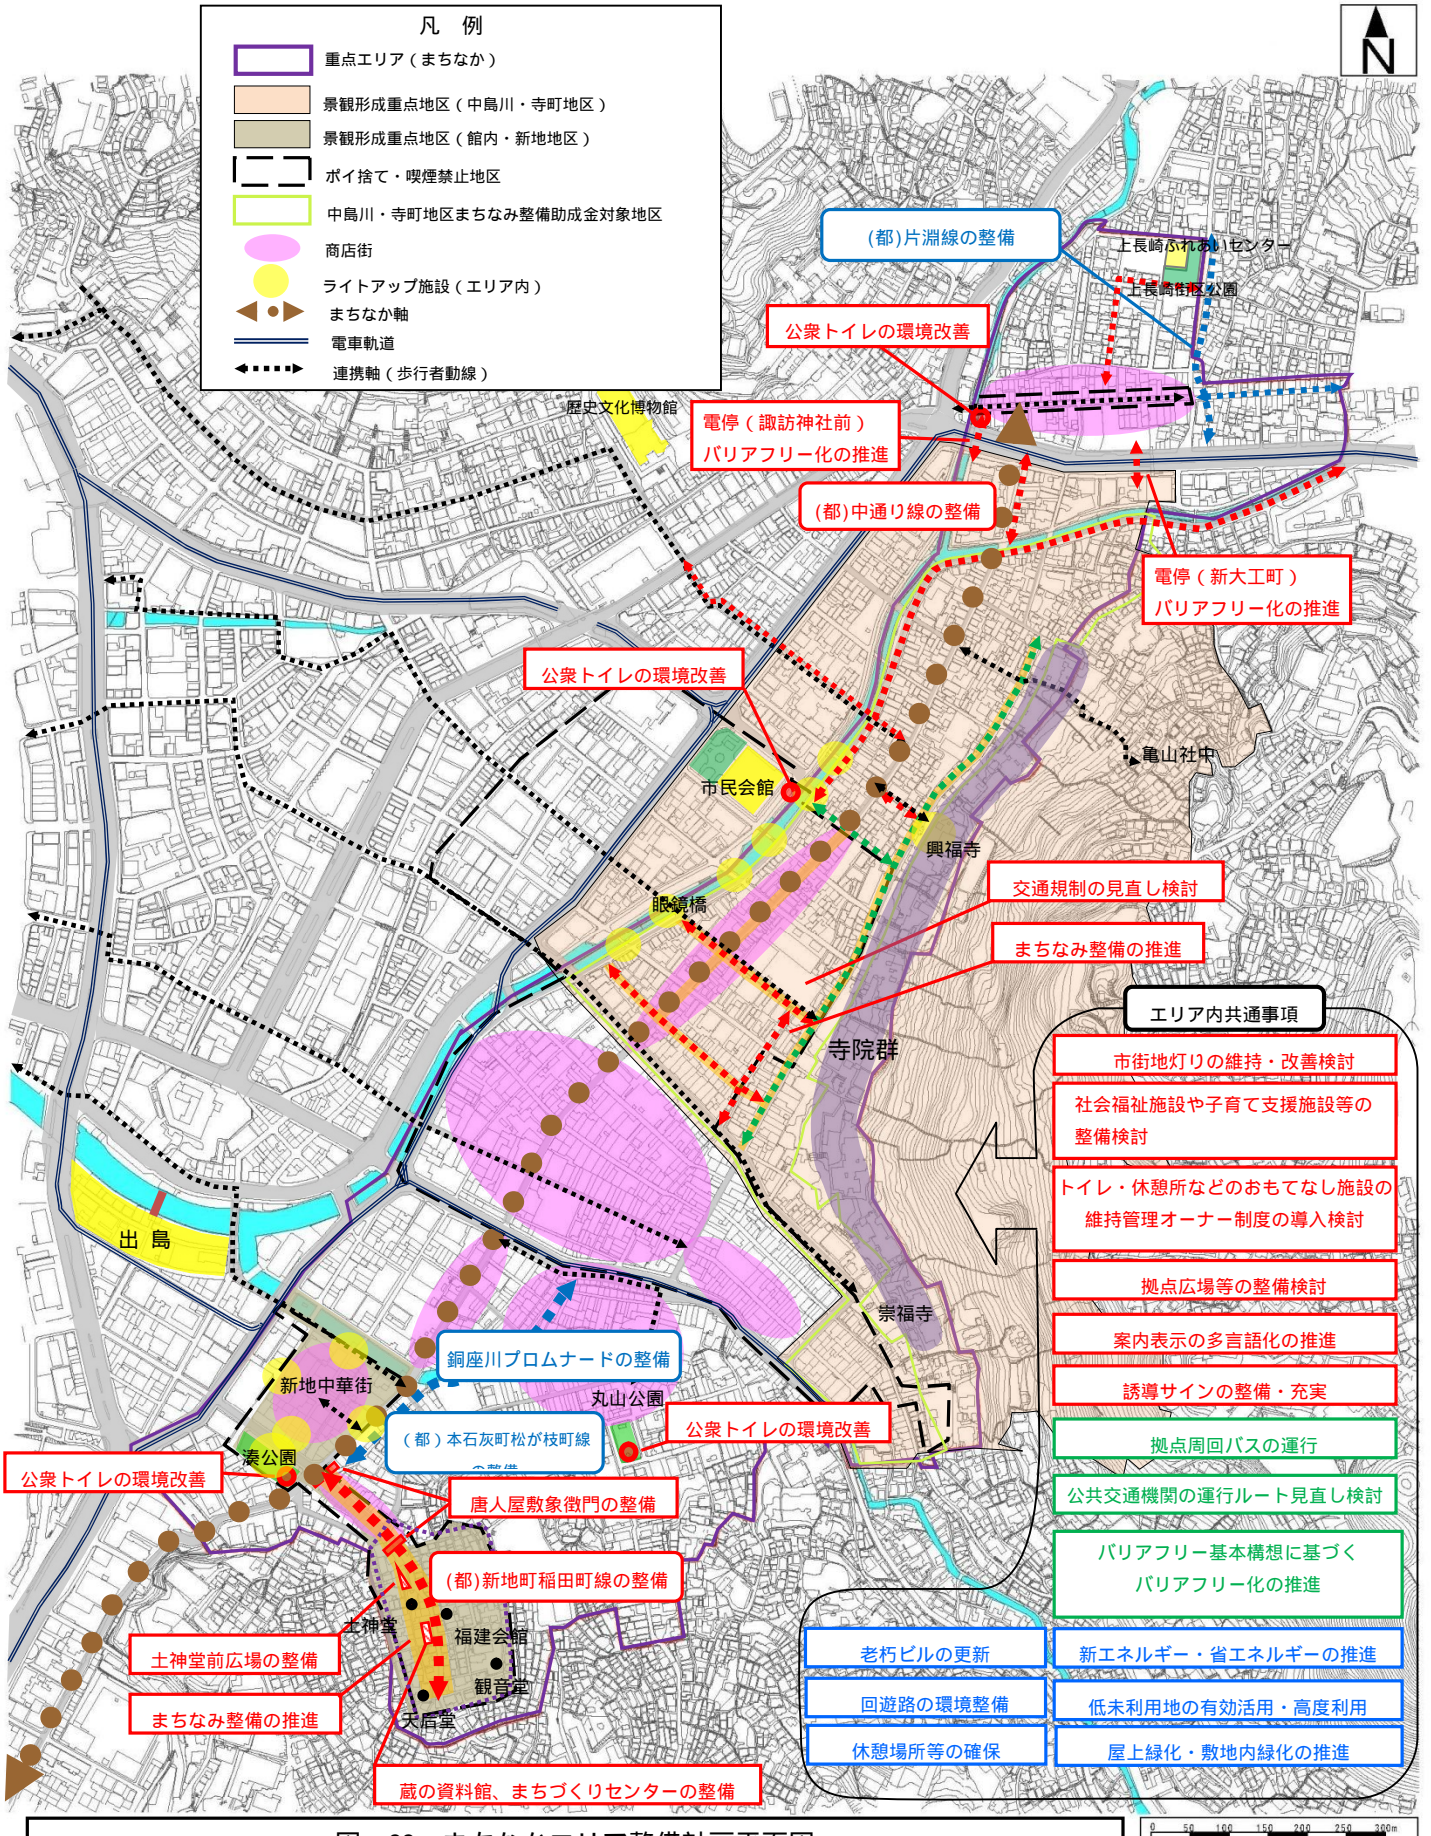 凡 例
重点エリア（まちなか）
景観形成重点地区（中島川・寺町地区）
景観形成重点地区（館内・新地地区）
ポイ捨て・喫煙禁止地区
中島川・寺町地区まちなみ整備助成金対象地区
商店街
ライトアップ施設（エリア内）
まちなか軸
電車軌道
連携軸（歩行者動線）
N
(都)片淵線の整備
上長崎ふれあいセンター
上長崎街区公園
公衆トイレの環境改善
歴史文化博物館
電停（諏訪神社前）
バリアフリー化の推進
(都)中通り線の整備
電停（新大工町）
バリアフリー化の推進
公衆トイレの環境改善
亀山社中
市民会館
興福寺
交通規制の見直し検討
眼鏡橋
まちなみ整備の推進
寺院群
エリア内共通事項
市街地灯りの維持・改善検討
社会福祉施設や子育て支援施設等の
整備検討
トイレ・休憩所などのおもてなし施設の
維持管理オーナー制度の導入検討
拠点広場等の整備検討
案内表示の多言語化の推進
誘導サインの整備・充実
拠点周回バスの運行
公共交通機関の運行ルート見直し検討
バリアフリー基本構想に基づく
バリアフリー化の推進
老朽ビルの更新
新エネルギー・省エネルギーの推進
回遊路の環境整備
低未利用地の有効活用・高度利用
休憩場所等の確保
屋上緑化・敷地内緑化の推進
出島
崇福寺
銅座川プロムナードの整備
新地中華街
丸山公園
公衆トイレの環境改善
（都）本石灰町松が枝町線
の整備
湊公園
公衆トイレの環境改善
唐人屋敷象徴門の整備
(都)新地町稲田町線の整備
土神堂
福建会館
土神堂前広場の整備
観音堂
まちなみ整備の推進
天后堂
蔵の資料館、まちづくりセンターの整備
まちなかエリア整備計画平面図
0 50 100 150 200 250 300m